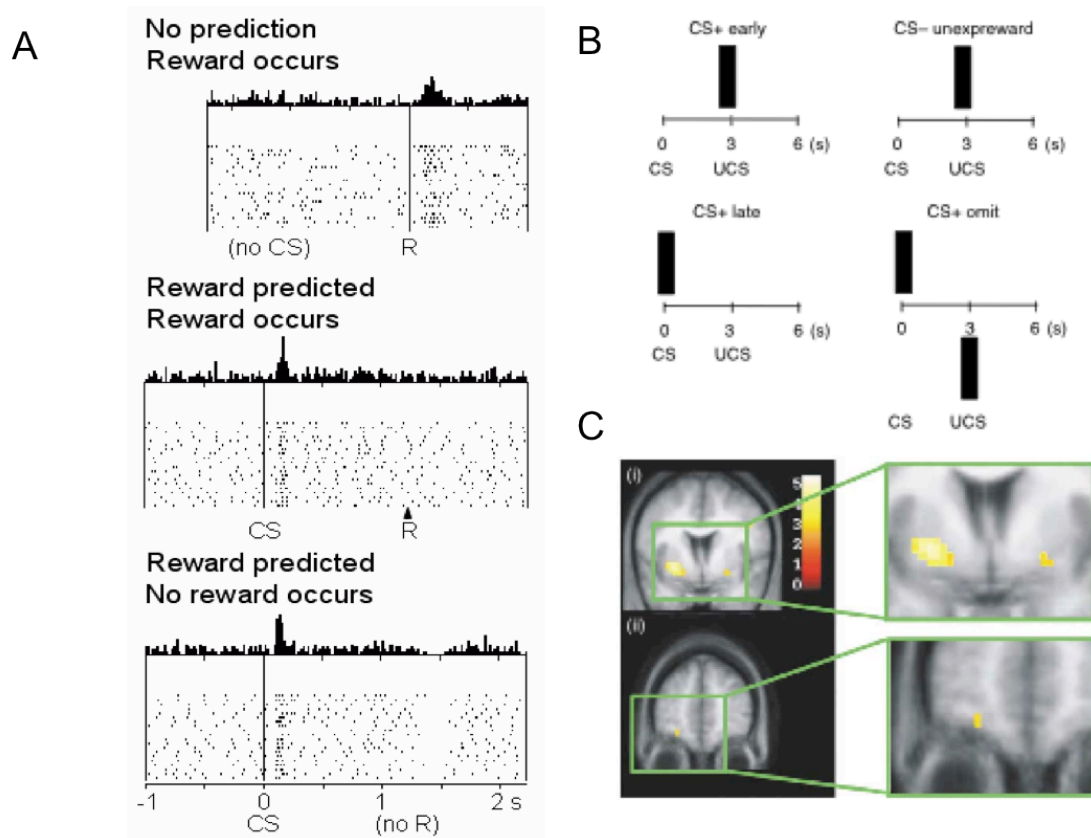 A
No prediction
Reward occurs
(no CS) R
Reward predicted
Reward occurs
CS R
Reward predicted
No reward occurs
-1 0 1 2 s
CS (no R)
B
CS+ early
0 3 6 (s)
CS UCS
CS– unexpreward
0 3 6 (s)
CS UCS
CS+ late
0 3 6 (s)
CS UCS
CS+ omit
0 3 6 (s)
CS UCS
C
(i)
5
4
3
2
1
0
(ii)